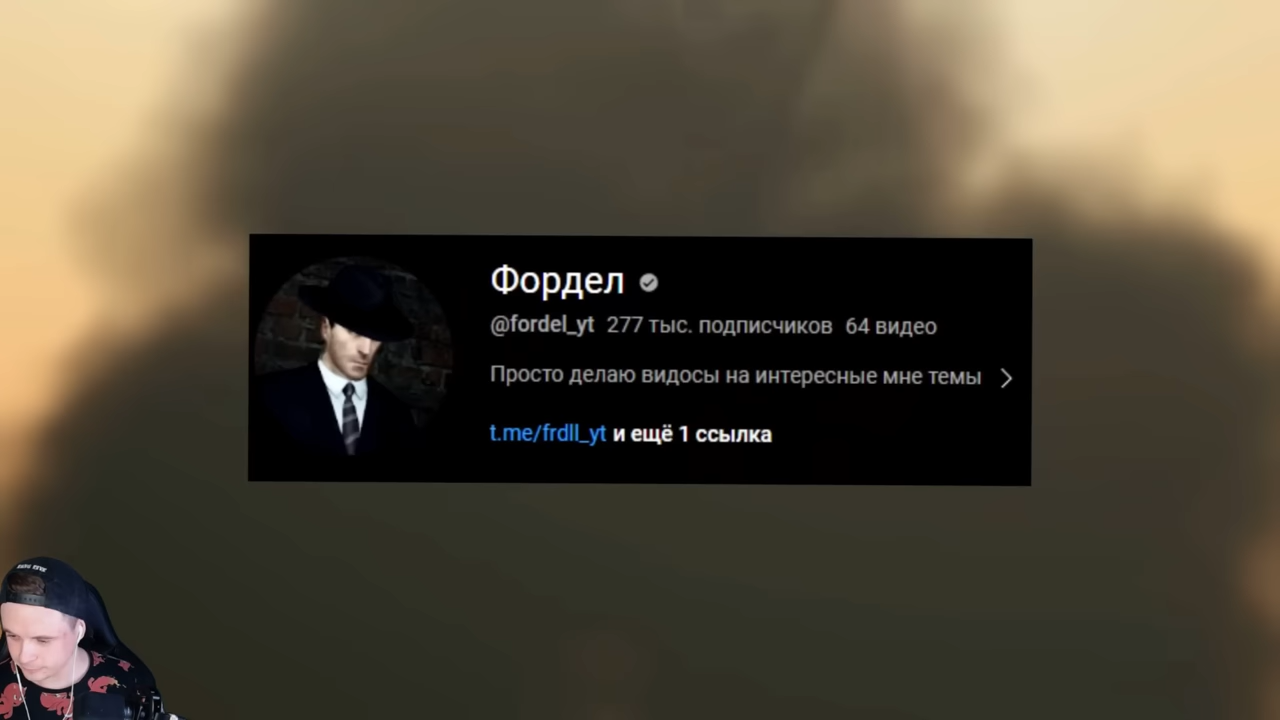 Фордел
@fordel_yt 277 тыс. подписчиков 64 видео
Просто делаю видосы на интересные мне темы
t.me/frdll_yt и ещё 1 ссылка